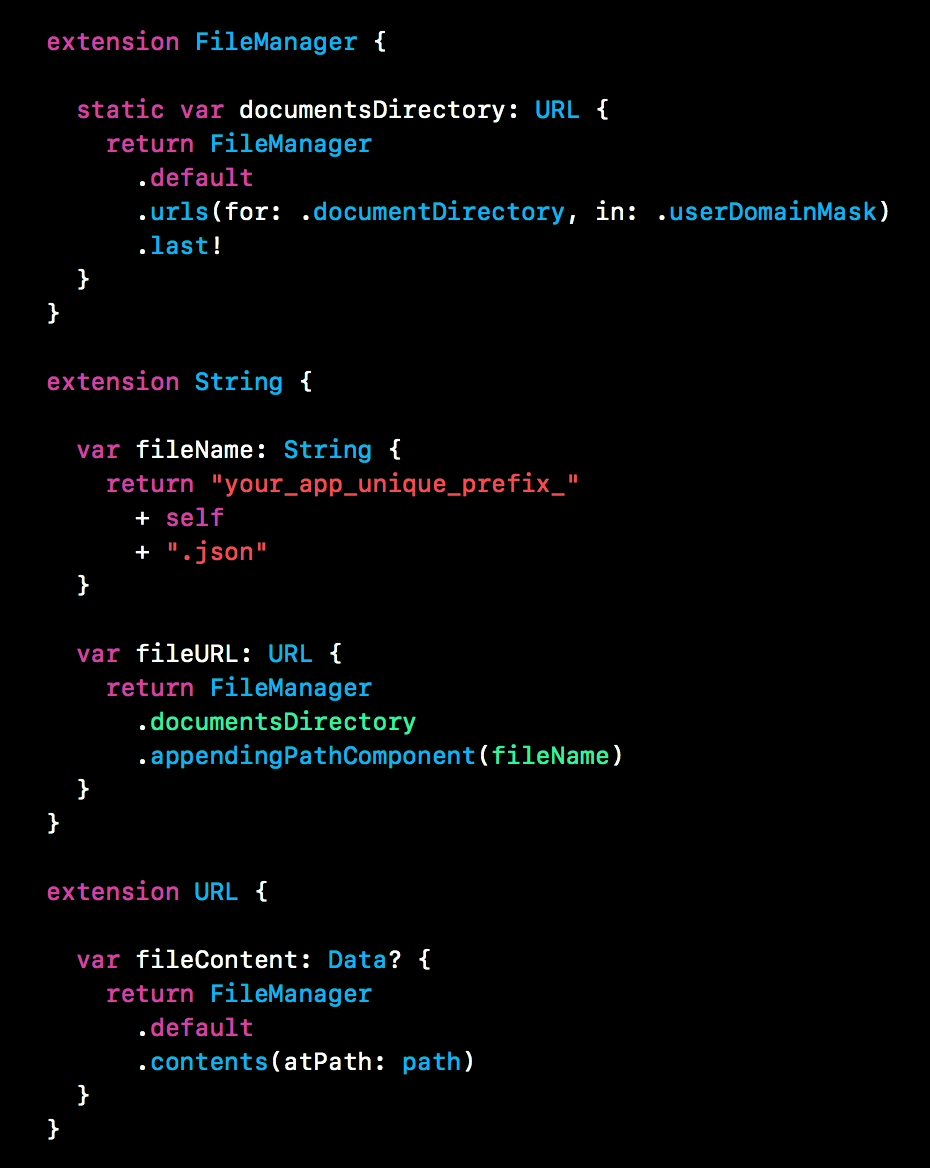 extension FileManager {
  static var documentsDirectory: URL {
    return FileManager
      .default
      .urls(for: .documentDirectory, in: .userDomainMask)
      .last!
  }
}
extension String {
  var fileName: String {
    return "your_app_unique_prefix_"
      + self
      + ".json"
  }
  var fileURL: URL {
    return FileManager
      .documentsDirectory
      .appendingPathComponent(fileName)
  }
}
extension URL {
  var fileContent: Data? {
    return FileManager
      .default
      .contents(atPath: path)
  }
}